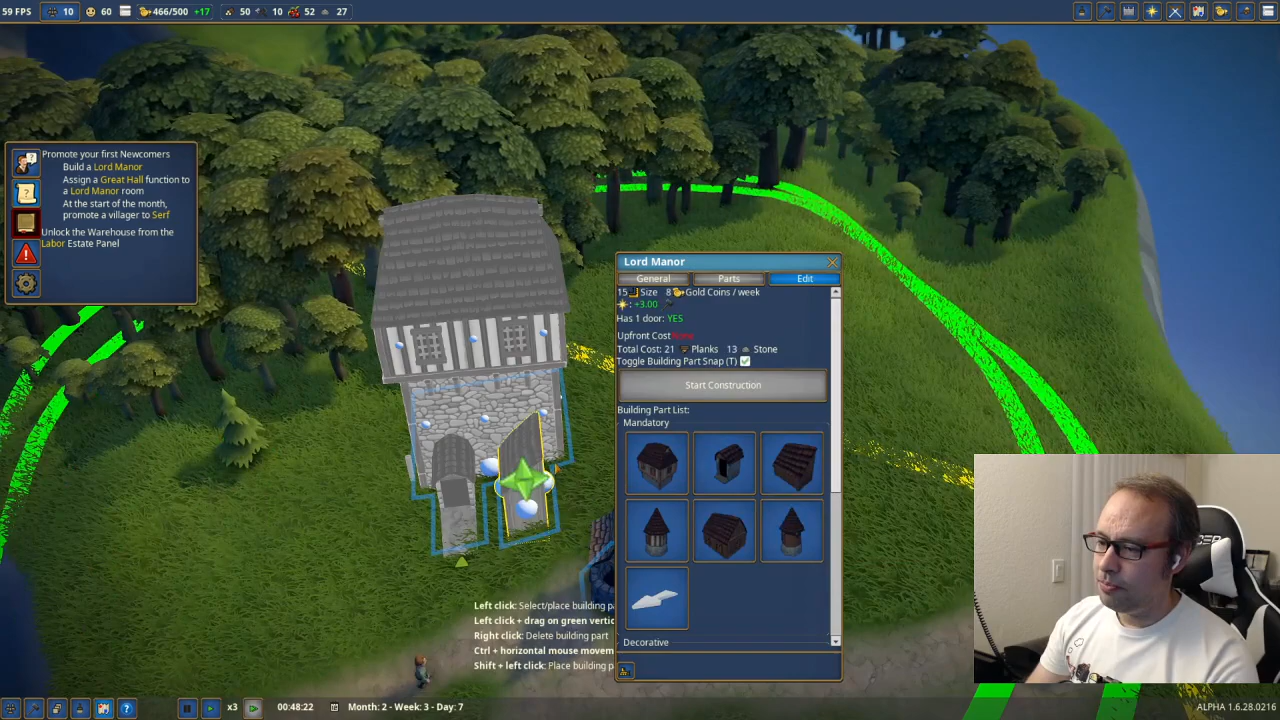 59 FPS 10 60 466/500 +17 50 10 52 27
Promote your first Newcomers
Build a Lord Manor
Assign a Great Hall function to
a Lord Manor room
At the start of the month,
promote a villager to Serf
Unlock the Warehouse from the
Labor Estate Panel
Lord Manor
General Parts Edit
15 Size 8 Gold Coins / week
: +3.00
Has 1 door: YES
Upfront Cost None
Total Cost: 21 Planks 13 Stone
Toggle Building Part Snap (T)
Start Construction
Building Part List:
Mandatory
Decorative
Left click: Select/place building p
Left click + drag on green vertic
Right click: Delete building part
Ctrl + horizontal mouse movem
Shift + left click: Place building p
x3 00:48:22 Month: 2 - Week: 3 - Day: 7
ALPHA 1.6.28.0216